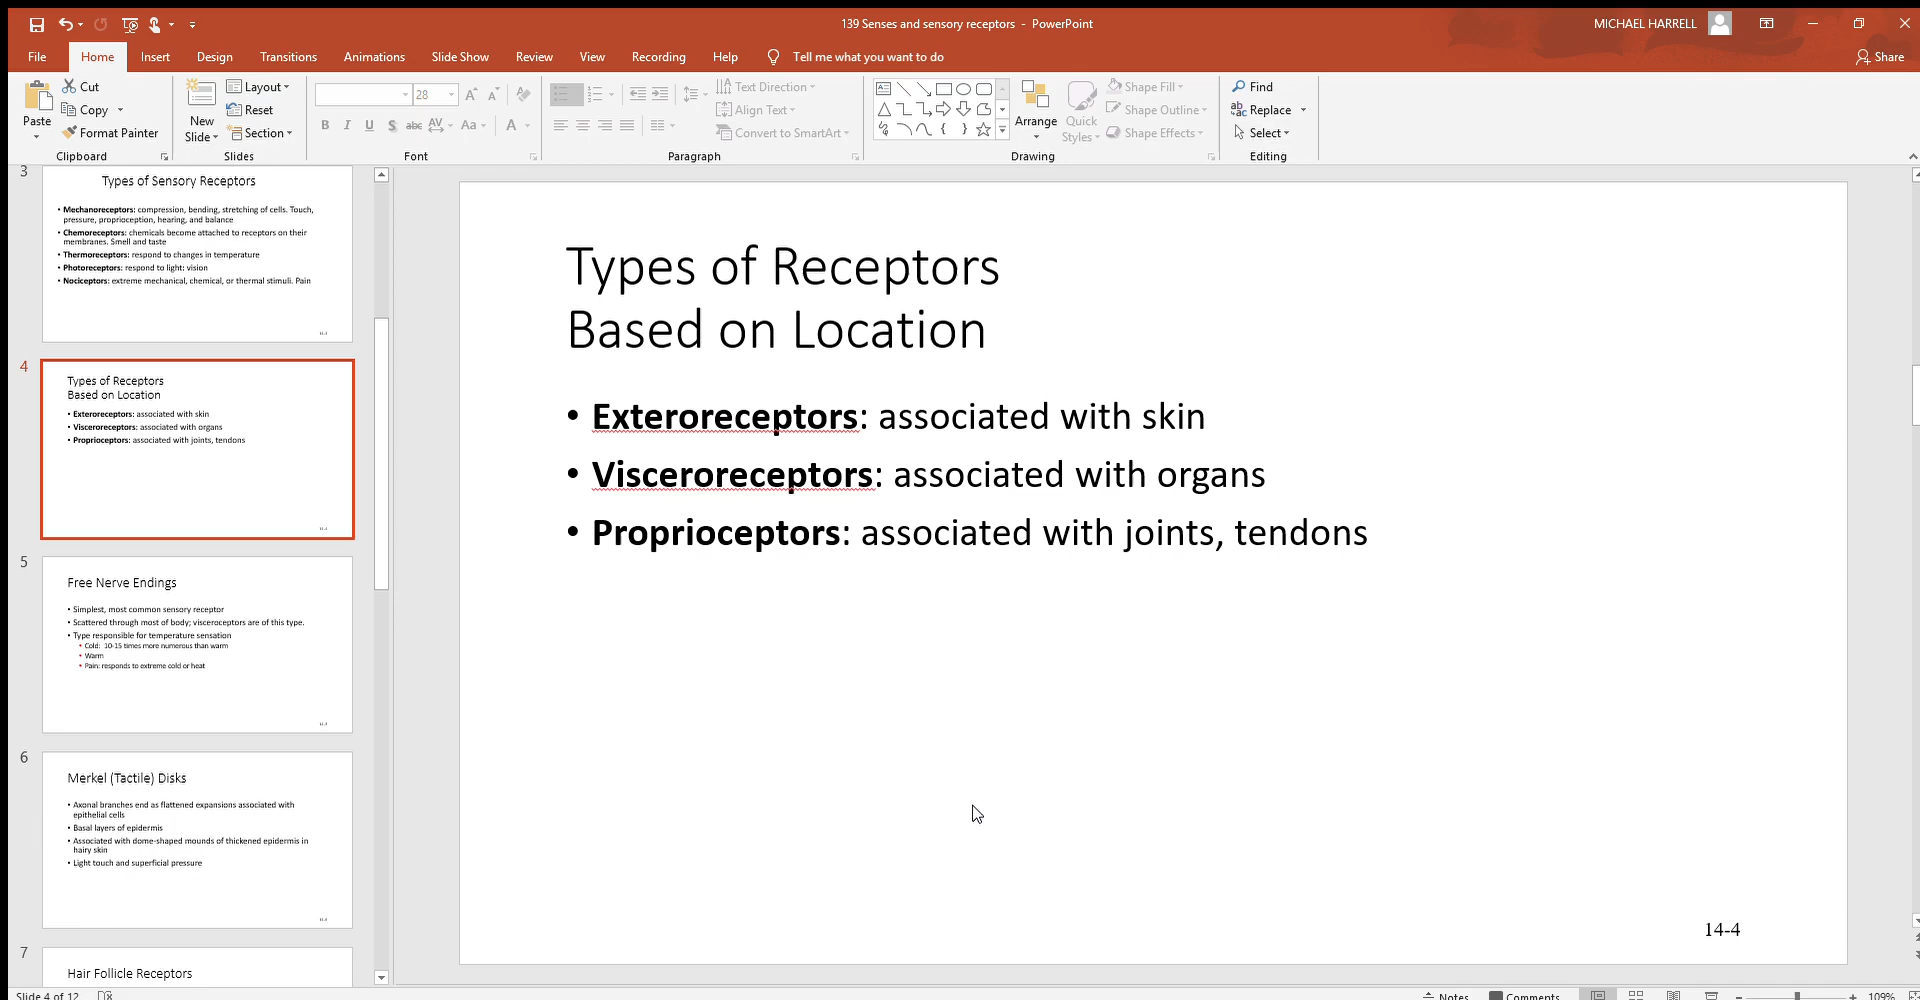 139 Senses and sensory receptors - PowerPoint
MICHAEL HARRELL
File Home Insert Design Transitions Animations Slide Show Review View Recording Help Tell me what you want to do
Share
Paste
Cut
Copy
Format Painter
Clipboard
New
Slide
Layout
Reset
Section
Slides
28
B I U S abc AV Aa A
Font
Text Direction
Align Text
Convert to SmartArt
Paragraph
Arrange
Quick
Styles
Shape Fill
Shape Outline
Shape Effects
Drawing
Find
Replace
Select
Editing
3
Types of Sensory Receptors
• Mechanoreceptors: compression, bending, stretching of cells. Touch,
pressure, proprioception, hearing, and balance
• Chemoreceptors: chemicals become attached to receptors on their
membranes. Smell and taste
• Thermoreceptors: respond to changes in temperature
• Photoreceptors: respond to light: vision
• Nociceptors: extreme mechanical, chemical, or thermal stimuli. Pain
4
Types of Receptors
Based on Location
• Exteroreceptors: associated with skin
• Visceroreceptors: associated with organs
• Proprioceptors: associated with joints, tendons
5
Free Nerve Endings
• Simplest, most common sensory receptor
• Scattered through most of body; visceroceptors are of this type.
• Type responsible for temperature sensation
• Cold: 10-15 times more numerous than warm
• Warm
• Pain: responds to extreme cold or heat
6
Merkel (Tactile) Disks
• Axonal branches end as flattened expansions associated with
epithelial cells
• Basal layers of epidermis
• Associated with dome-shaped mounds of thickened epidermis in
hairy skin
• Light touch and superficial pressure
7
Hair Follicle Receptors
Types of Receptors
Based on Location
• Exteroreceptors: associated with skin
• Visceroreceptors: associated with organs
• Proprioceptors: associated with joints, tendons
14-4
Slide 4 of 12
Notes
Comments
109%